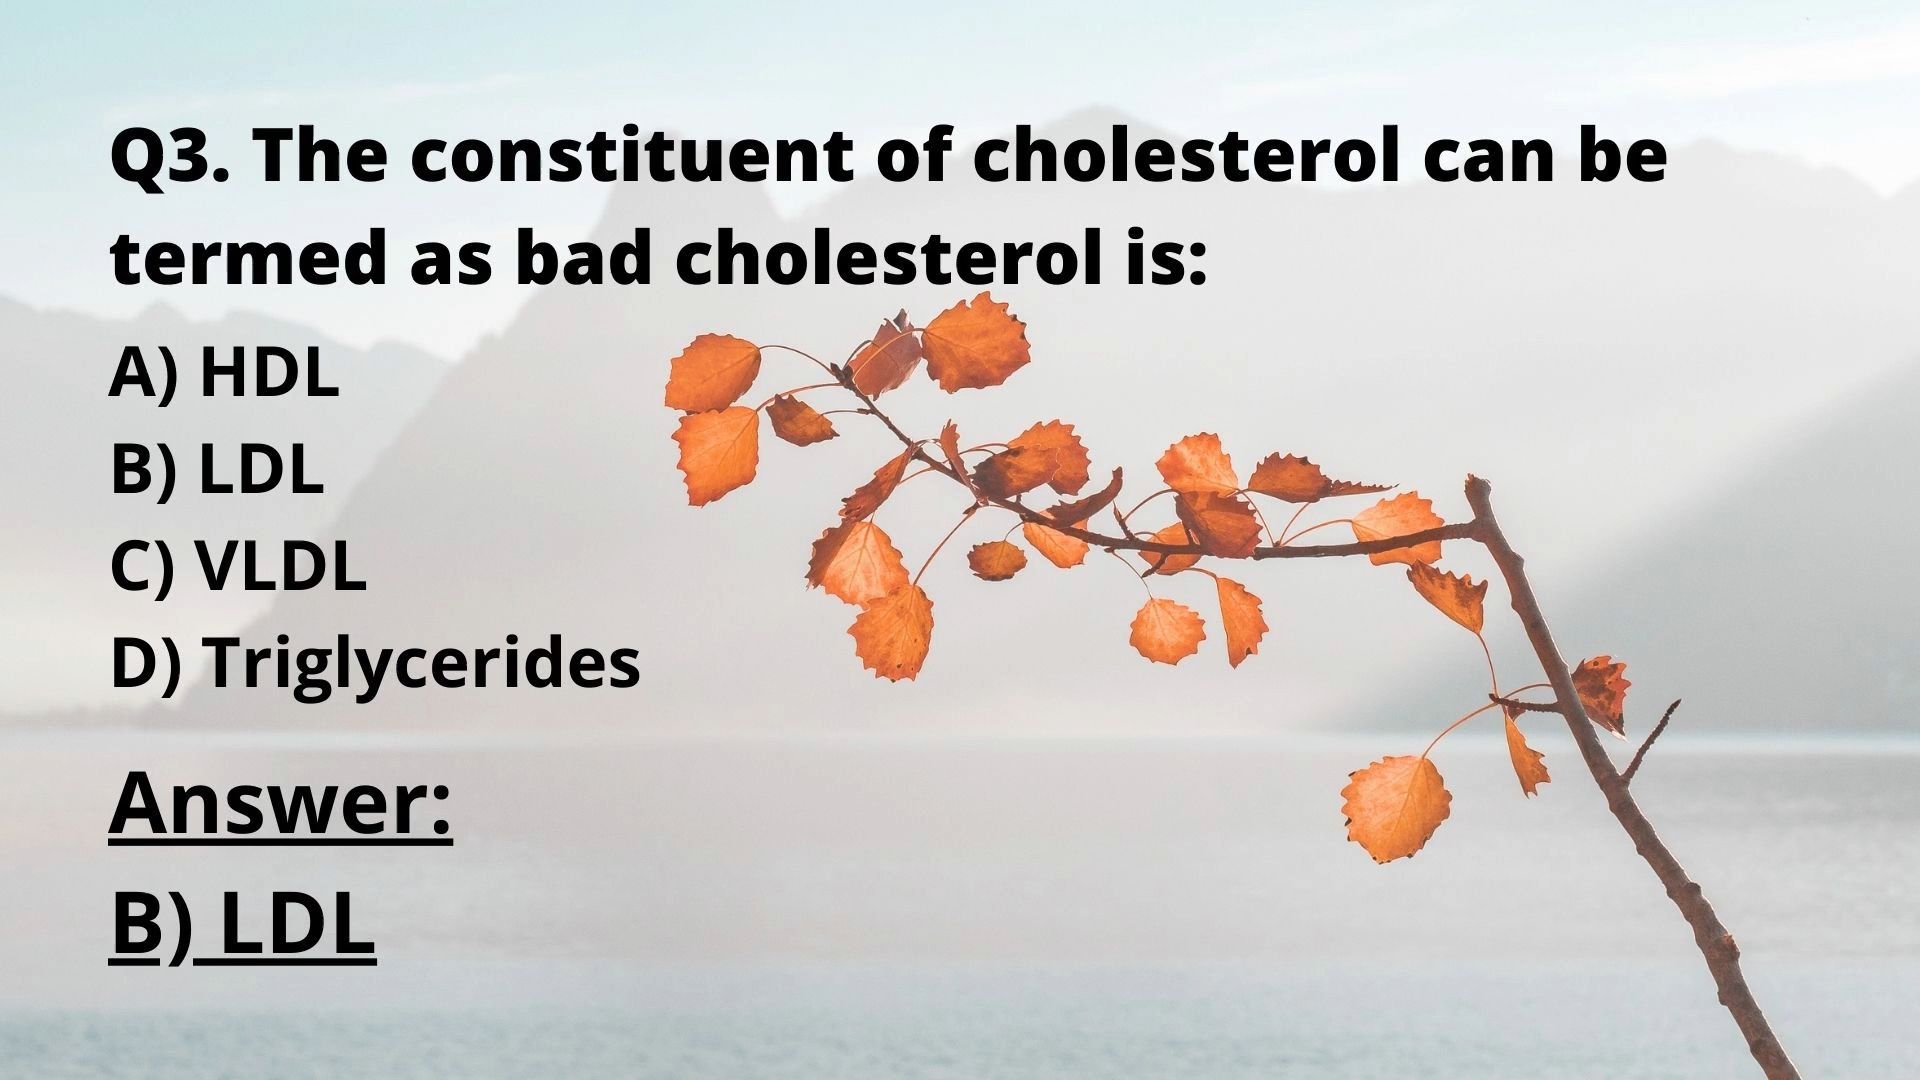 Q3. The constituent of cholesterol can be
termed as bad cholesterol is:
A) HDL
B) LDL
C) VLDL
D) Triglycerides
Answer:
B) LDL